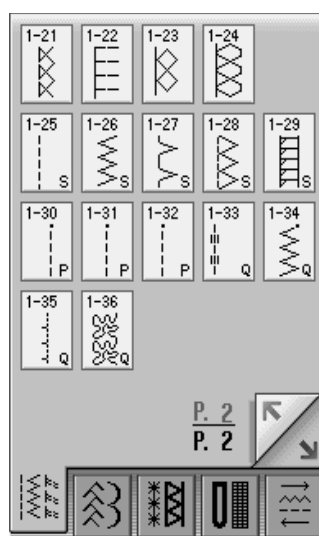 1-21 1-22 1-23 1-24
1-25 1-26 1-27 1-28 1-29
S S S S S
1-30 1-31 1-32 1-33 1-34
P P P Q Q
1-35 1-36
Q Q
P. 2
P. 2